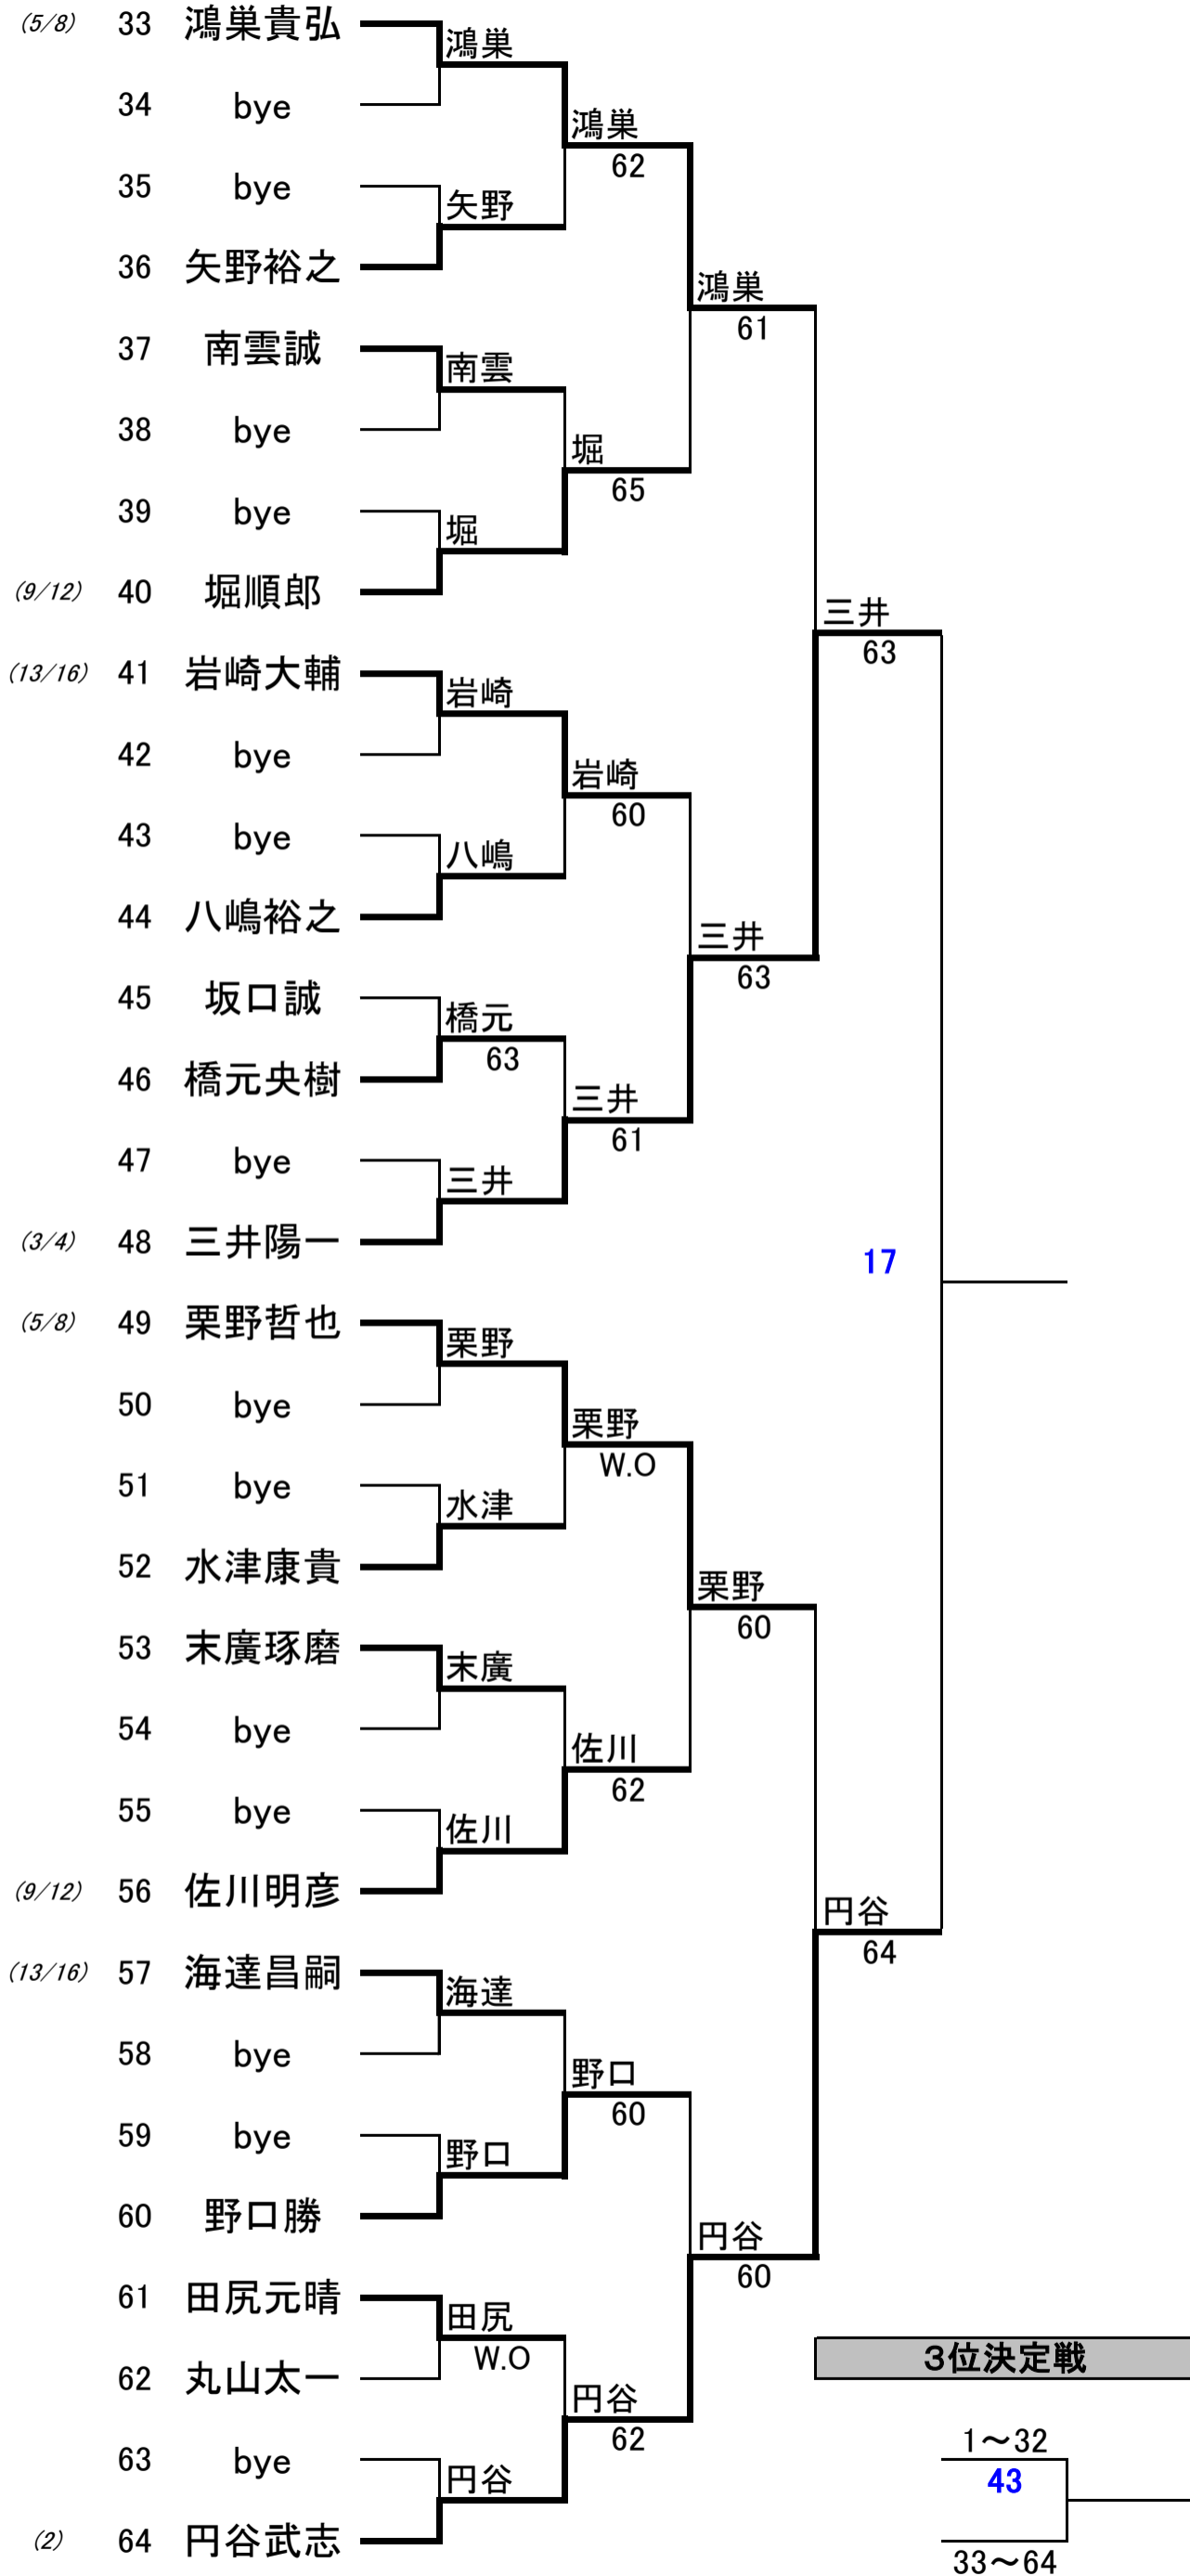 (5/8) 33 鴻巣貴弘
鴻巣
34 bye
鴻巣
62
35 bye
矢野
36 矢野裕之
鴻巣
61
37 南雲誠
南雲
38 bye
堀
65
39 bye
堀
(9/12) 40 堀順郎
三井
63
(13/16) 41 岩崎大輔
岩崎
42 bye
岩崎
60
43 bye
八嶋
44 八嶋裕之
三井
63
45 坂口誠
橋元
63
46 橋元央樹
三井
61
47 bye
三井
(3/4) 48 三井陽一
17
(5/8) 49 栗野哲也
栗野
50 bye
栗野
W.O
51 bye
水津
52 水津康貴
栗野
60
53 末廣琢磨
末廣
54 bye
佐川
62
55 bye
佐川
(9/12) 56 佐川明彦
円谷
64
(13/16) 57 海達昌嗣
海達
58 bye
野口
60
59 bye
野口
60 野口勝
円谷
60
61 田尻元晴
田尻
W.O
62 丸山太一
３位決定戦
円谷
62
63 bye
1～32
43
円谷
(2) 64 円谷武志
33～64